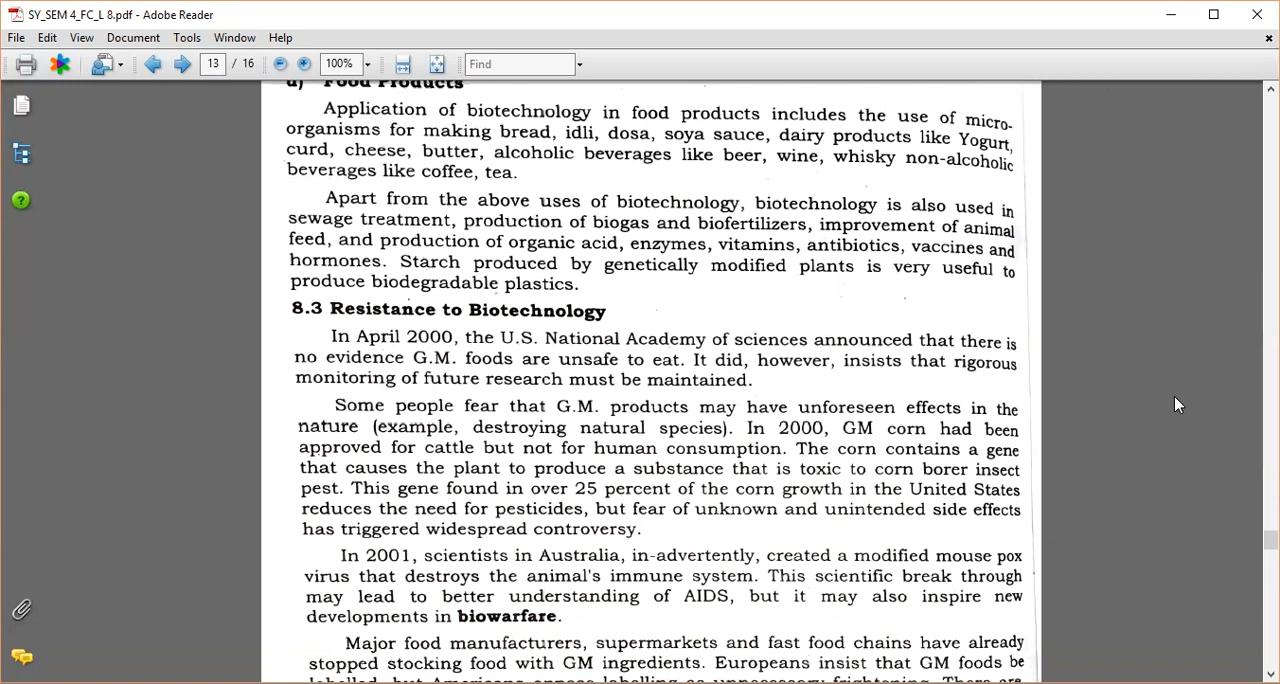 SY_SEM 4_FC_L 8.pdf - Adobe Reader
File Edit View Document Tools Window Help
13 / 16 100% Find
d) Food Products
Application of biotechnology in food products includes the use of micro-
organisms for making bread, idli, dosa, soya sauce, dairy products like Yogurt,
curd, cheese, butter, alcoholic beverages like beer, wine, whisky non-alcoholic
beverages like coffee, tea.
Apart from the above uses of biotechnology, biotechnology is also used in
sewage treatment, production of biogas and biofertilizers, improvement of animal
feed, and production of organic acid, enzymes, vitamins, antibiotics, vaccines and
hormones. Starch produced by genetically modified plants is very useful to
produce biodegradable plastics.
8.3 Resistance to Biotechnology
In April 2000, the U.S. National Academy of sciences announced that there is
no evidence G.M. foods are unsafe to eat. It did, however, insists that rigorous
monitoring of future research must be maintained.
Some people fear that G.M. products may have unforeseen effects in the
nature (example, destroying natural species). In 2000, GM corn had been
approved for cattle but not for human consumption. The corn contains a gene
that causes the plant to produce a substance that is toxic to corn borer insect
pest. This gene found in over 25 percent of the corn growth in the United States
reduces the need for pesticides, but fear of unknown and unintended side effects
has triggered widespread controversy.
In 2001, scientists in Australia, in-advertently, created a modified mouse pox
virus that destroys the animal's immune system. This scientific break through
may lead to better understanding of AIDS, but it may also inspire new
developments in biowarfare.
Major food manufacturers, supermarkets and fast food chains have already
stopped stocking food with GM ingredients. Europeans insist that GM foods be
labelled, but Americans oppose labelling as unnecessary frightening. There are